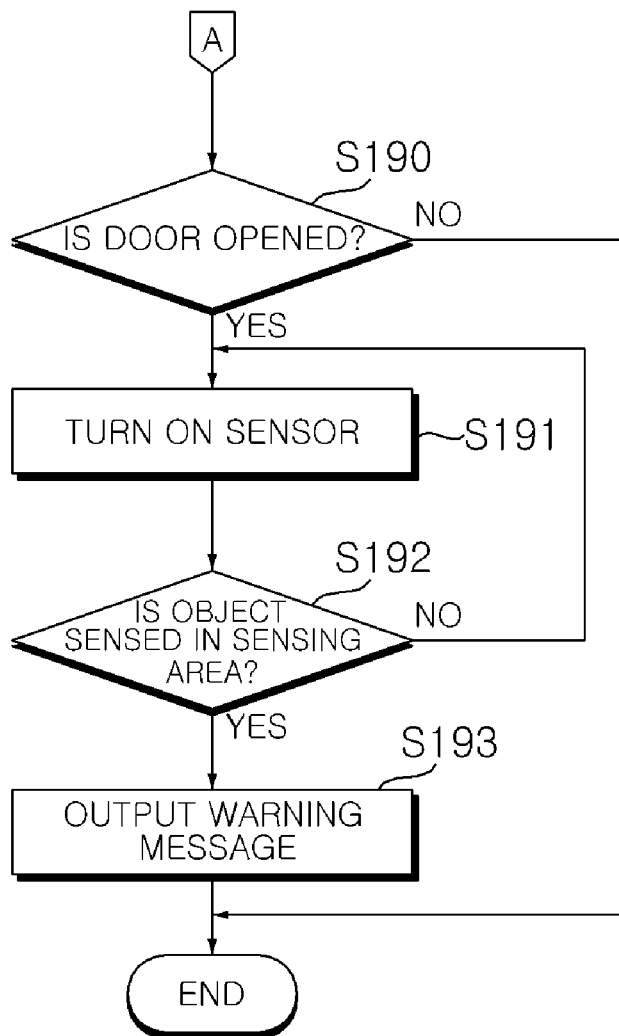 A
S190
IS DOOR OPENED?
NO
YES
TURN ON SENSOR
S191
S192
IS OBJECT
SENSED IN SENSING
AREA?
NO
YES
S193
OUTPUT WARNING
MESSAGE
END